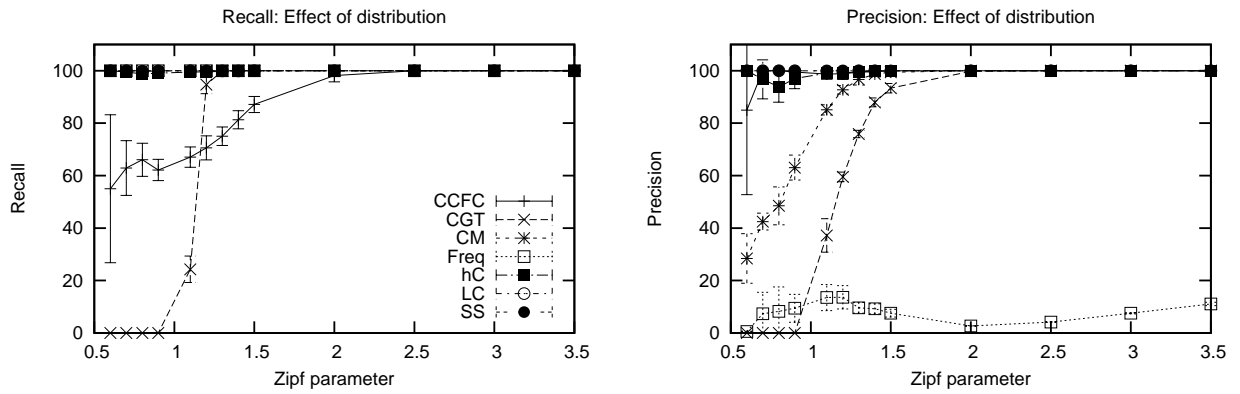 Recall: Effect of distribution
100
80
60
40
20
0
Recall
0.5 1 1.5 2 2.5 3 3.5
Zipf parameter
CCFC
CGT
CM
Freq
hC
LC
SS
Precision: Effect of distribution
100
80
60
40
20
0
Precision
0.5 1 1.5 2 2.5 3 3.5
Zipf parameter